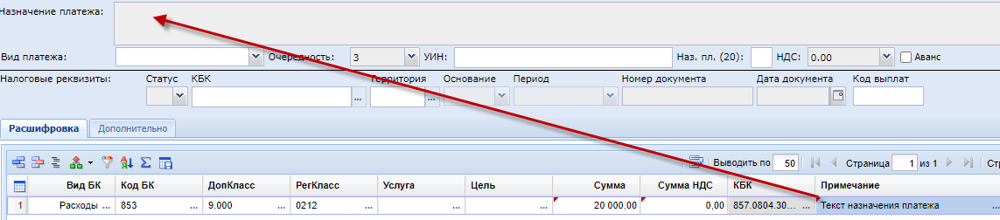 Назначение платежа:
Вид платежа: Очередность: 3 УИН: Наз. пл. (20): НДС: 0.00 Аванс
Налоговые реквизиты: Статус КБК Территория Основание Период Номер документа Дата документа Код выплат
... ...
Расшифровка Дополнительно
Выводить по 50 Страница 1 из 1 Стр
Вид БК Код БК ДопКласс РегКласс Услуга Цель Сумма Сумма НДС КБК Примечание
1 Расходы ... 853 ... 9.000 ... 0212 ... ... ... 20 000,00 0,00 857.0804.30... ... Текст назначения платежа ...